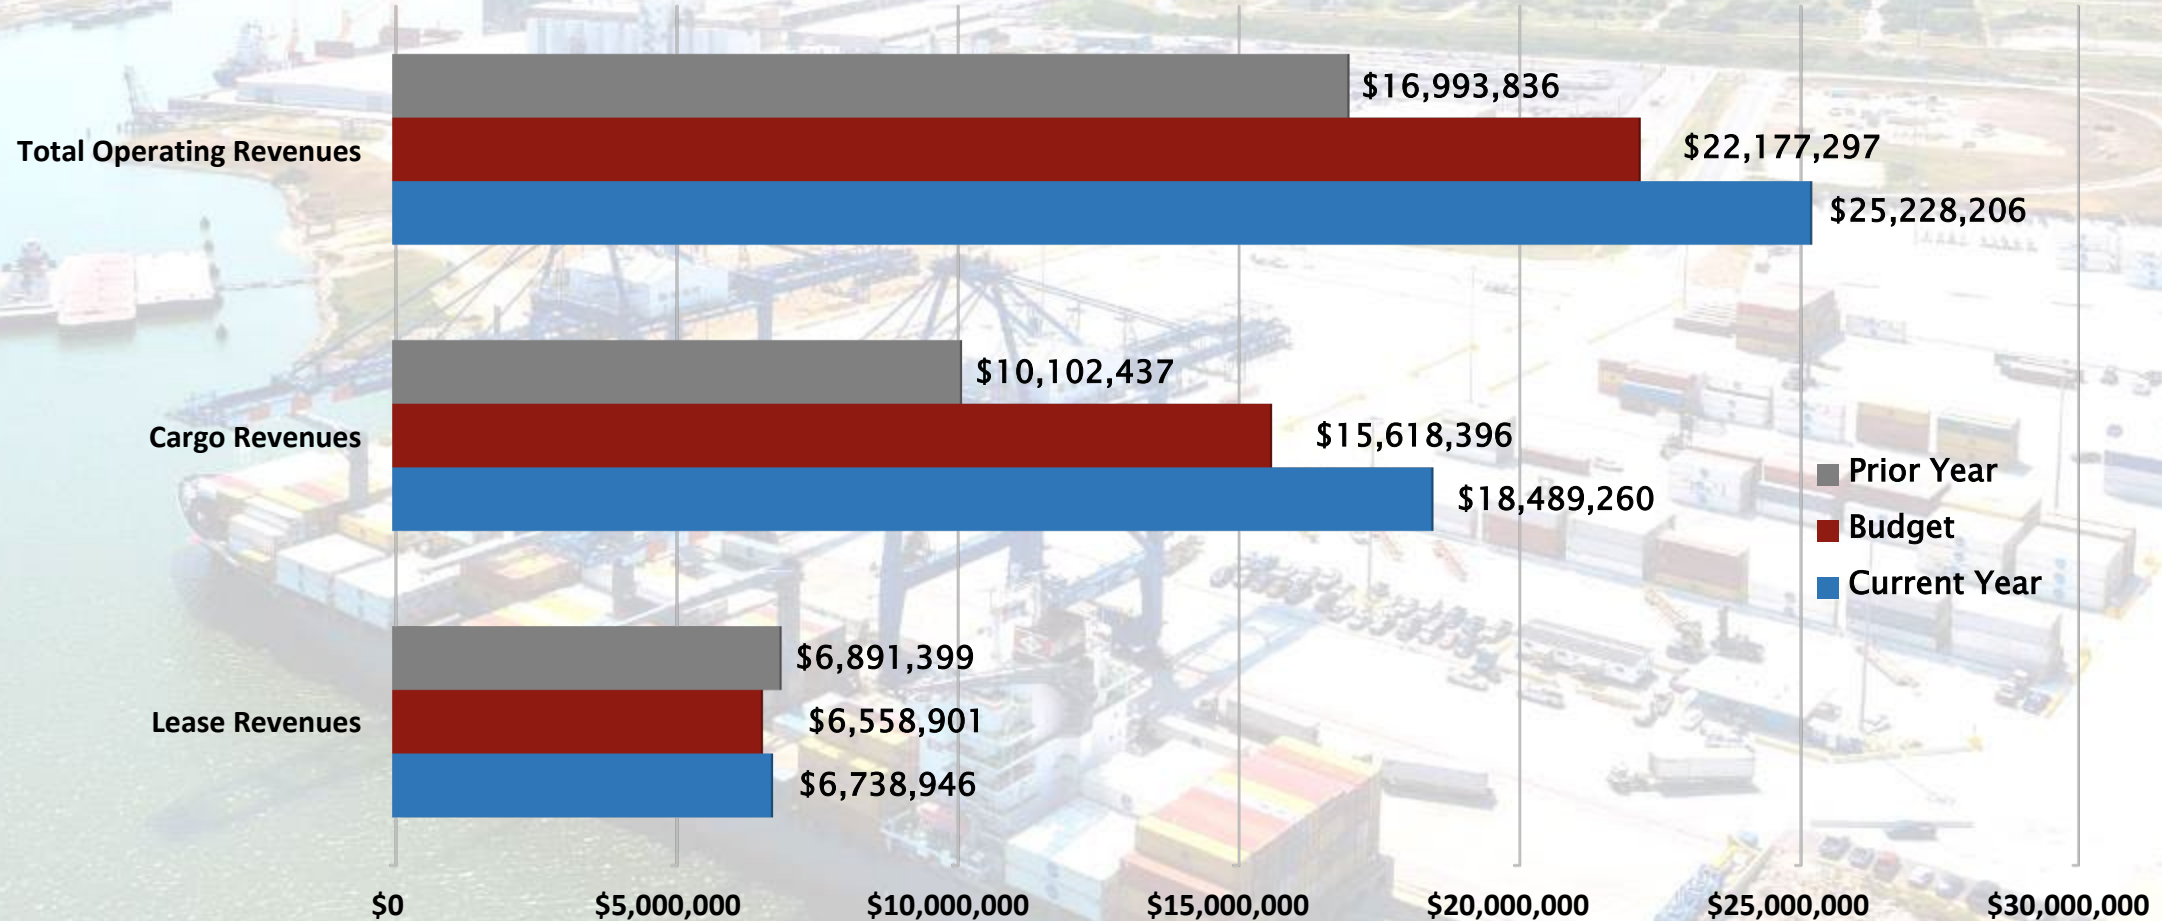 $16,993,836
Total Operating Revenues
$22,177,297
$25,228,206
$10,102,437
Cargo Revenues
$15,618,396
$18,489,260
Prior Year
Budget
Current Year
$6,891,399
Lease Revenues
$6,558,901
$6,738,946
$0 $5,000,000 $10,000,000 $15,000,000 $20,000,000 $25,000,000 $30,000,000